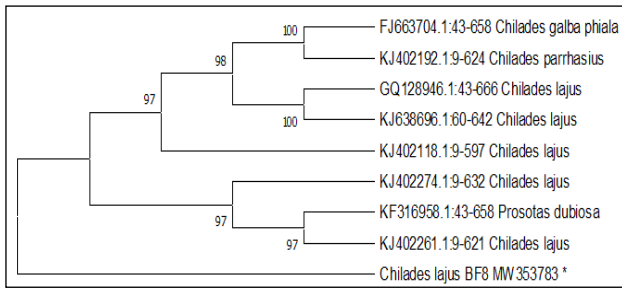 FJ663704.1:43-658 Chilades galba phiala
100
KJ402192.1:9-624 Chilades parrhasius
98
GQ128946.1:43-666 Chilades lajus
97
100
KJ638696.1:60-642 Chilades lajus
KJ402118.1:9-597 Chilades lajus
KJ402274.1:9-632 Chilades lajus
KF316958.1:43-658 Prosotas dubiosa
97
97
KJ402261.1:9-621 Chilades lajus
Chilades lajus BF8 MW353783 *